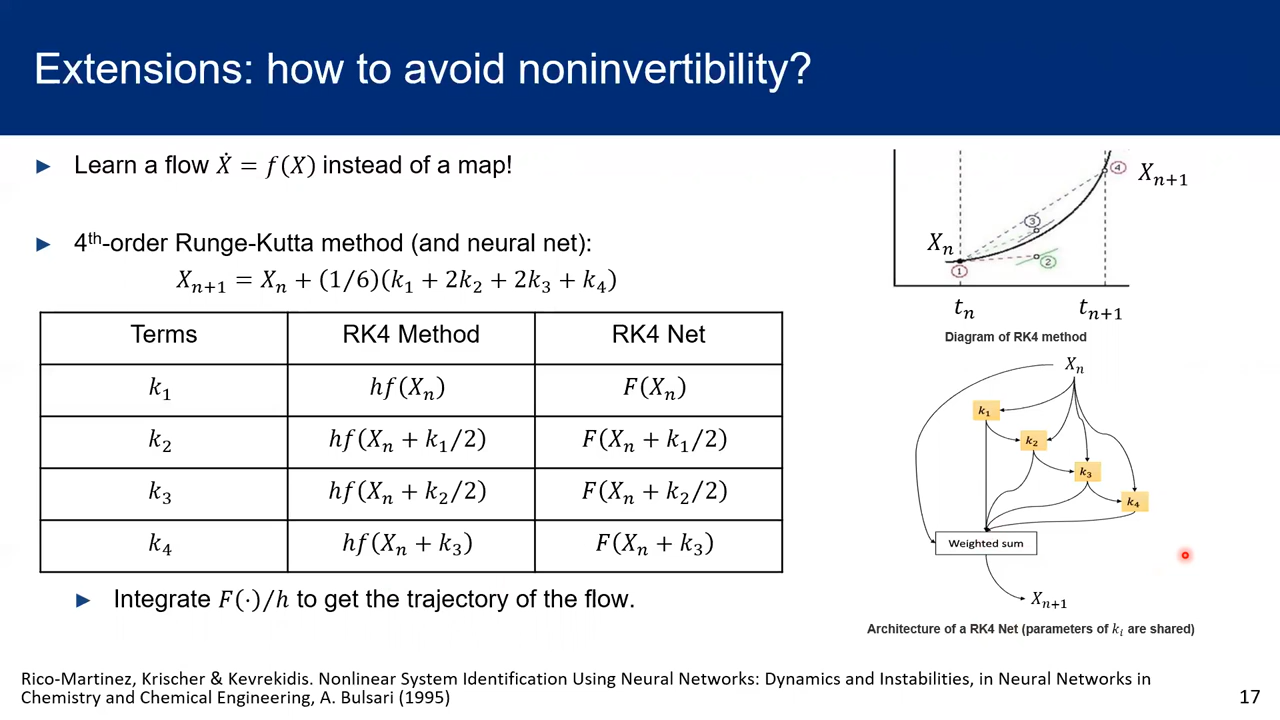 Extensions: how to avoid noninvertibility?
► Learn a flow Ẋ = f(X) instead of a map!
► 4th-order Runge-Kutta method (and neural net):
Xₙ₊₁ = Xₙ + (1/6)(k₁ + 2k₂ + 2k₃ + k₄)
Terms RK4 Method RK4 Net
k₁ hf(Xₙ) F(Xₙ)
k₂ hf(Xₙ + k₁/2) F(Xₙ + k₁/2)
k₃ hf(Xₙ + k₂/2) F(Xₙ + k₂/2)
k₄ hf(Xₙ + k₃) F(Xₙ + k₃)
► Integrate F(·)/h to get the trajectory of the flow.
④ Xₙ₊₁
③
Xₙ
②
①
tₙ tₙ₊₁
Diagram of RK4 method
Xₙ
k₁
k₂
k₃
k₄
Weighted sum
Xₙ₊₁
Architecture of a RK4 Net (parameters of kᵢ are shared)
Rico-Martinez, Krischer & Kevrekidis. Nonlinear System Identification Using Neural Networks: Dynamics and Instabilities, in Neural Networks in
Chemistry and Chemical Engineering, A. Bulsari (1995)
17